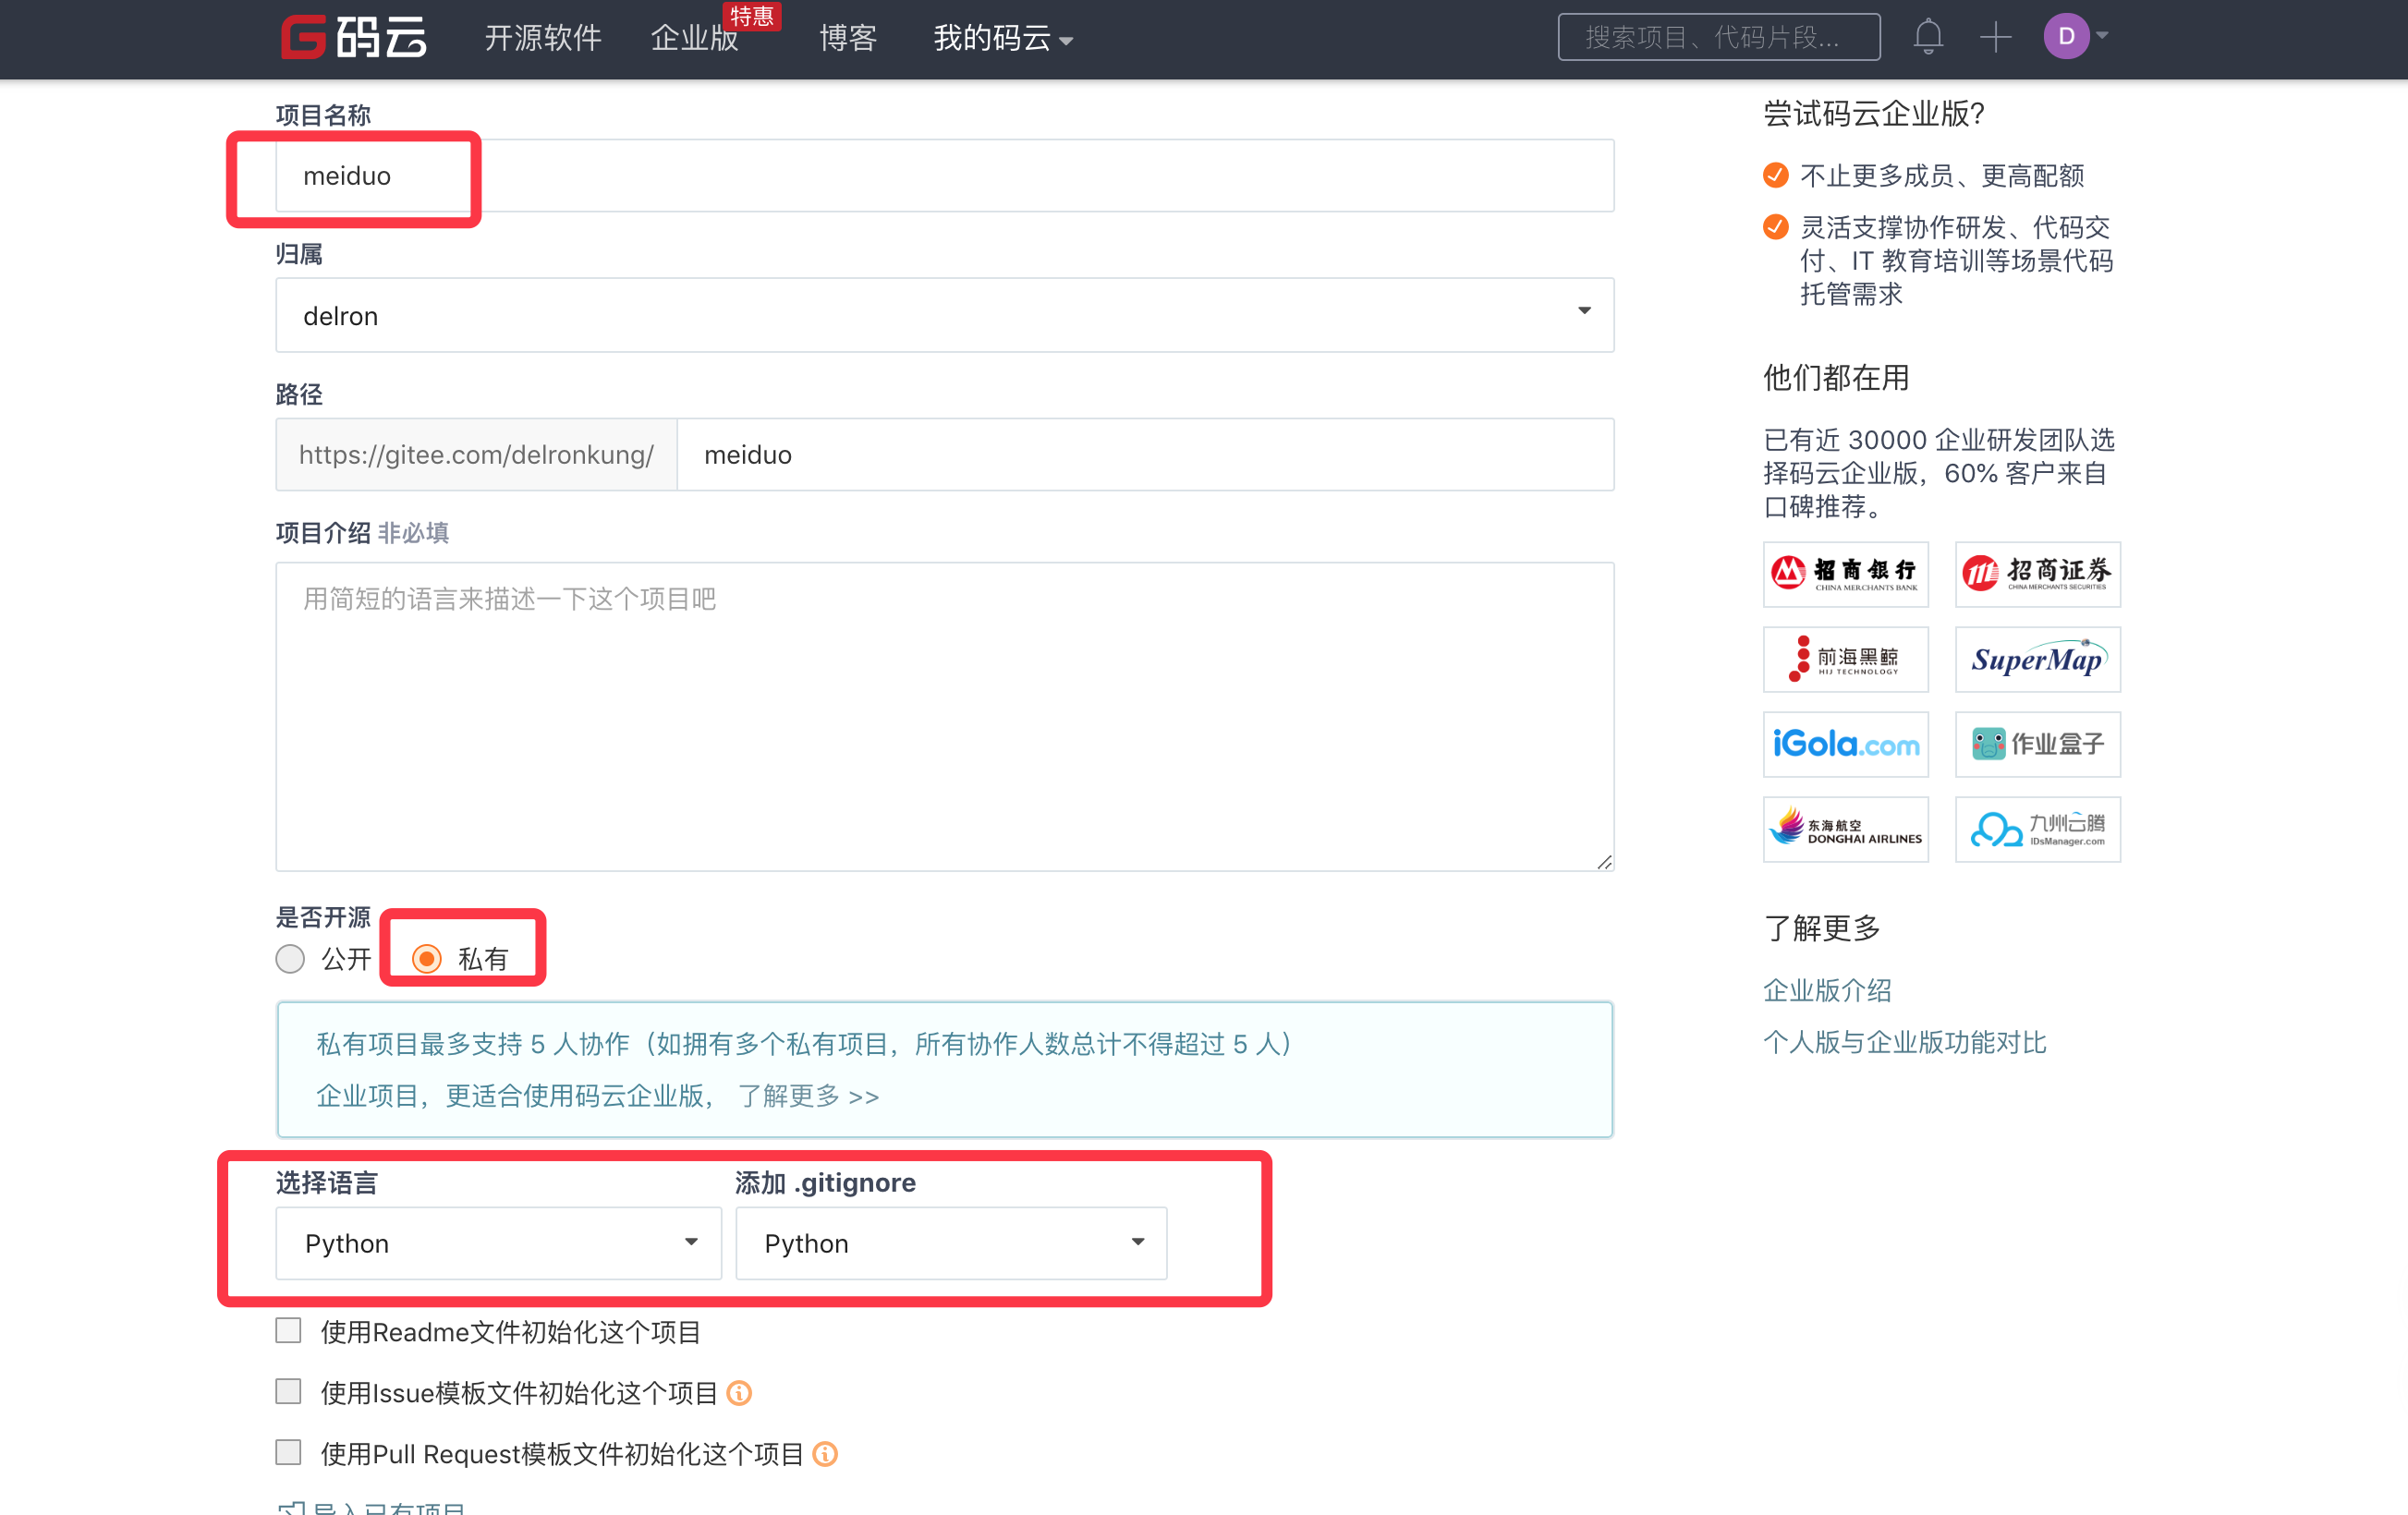 码云
开源软件
企业版
特惠
博客
我的码云
搜索项目、代码片段...
D
项目名称
meiduo
归属
delron
路径
https://gitee.com/delronkung/
meiduo
项目介绍 非必填
用简短的语言来描述一下这个项目吧
是否开源
公开
私有
私有项目最多支持 5 人协作（如拥有多个私有项目，所有协作人数总计不得超过 5 人）
企业项目，更适合使用码云企业版， 了解更多 >>
选择语言
添加 .gitignore
Python
Python
使用Readme文件初始化这个项目
使用Issue模板文件初始化这个项目
使用Pull Request模板文件初始化这个项目
导入已有项目
尝试码云企业版?
不止更多成员、更高配额
灵活支撑协作研发、代码交
付、IT 教育培训等场景代码
托管需求
他们都在用
已有近 30000 企业研发团队选
择码云企业版，60% 客户来自
口碑推荐。
招商银行
CHINA MERCHANTS BANK
招商证券
CHINA MERCHANTS SECURITIES
前海黑鲸
HIJ TECHNOLOGY
SuperMap
iGola.com
作业盒子
东海航空
DONGHAI AIRLINES
九州云腾
IDsManager.com
了解更多
企业版介绍
个人版与企业版功能对比